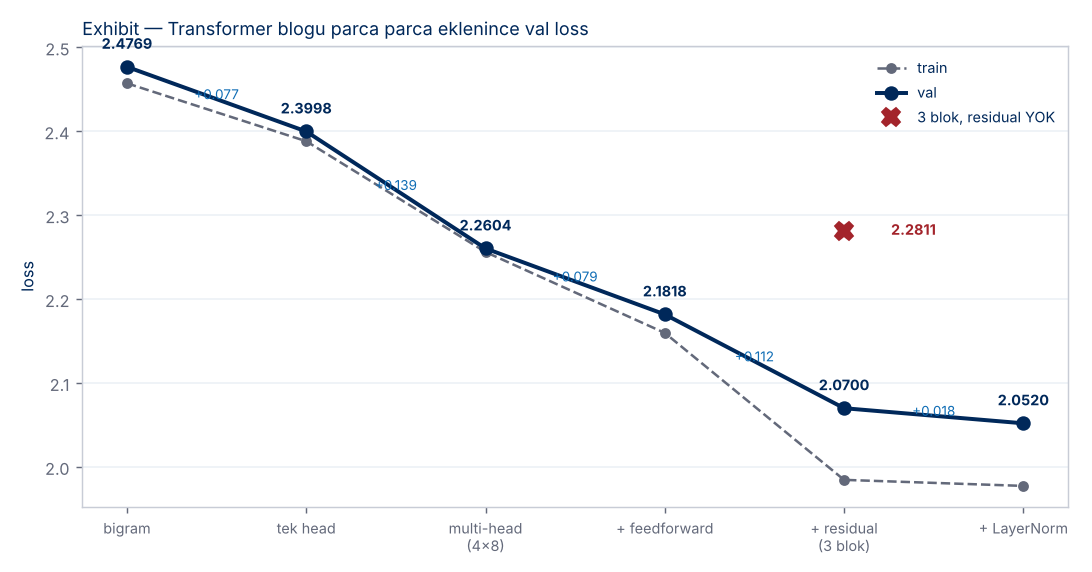 Exhibit — Transformer blogu parca parca eklenince val loss
2.5
2.4
2.3
2.2
2.1
2.0
loss
2.4769
+0.077
2.3998
+0.139
2.2604
+0.079
2.1818
+0.112
2.0700
+0.018
2.0520
2.2811
train
val
3 blok, residual YOK
bigram
tek head
multi-head
(4×8)
+ feedforward
+ residual
(3 blok)
+ LayerNorm